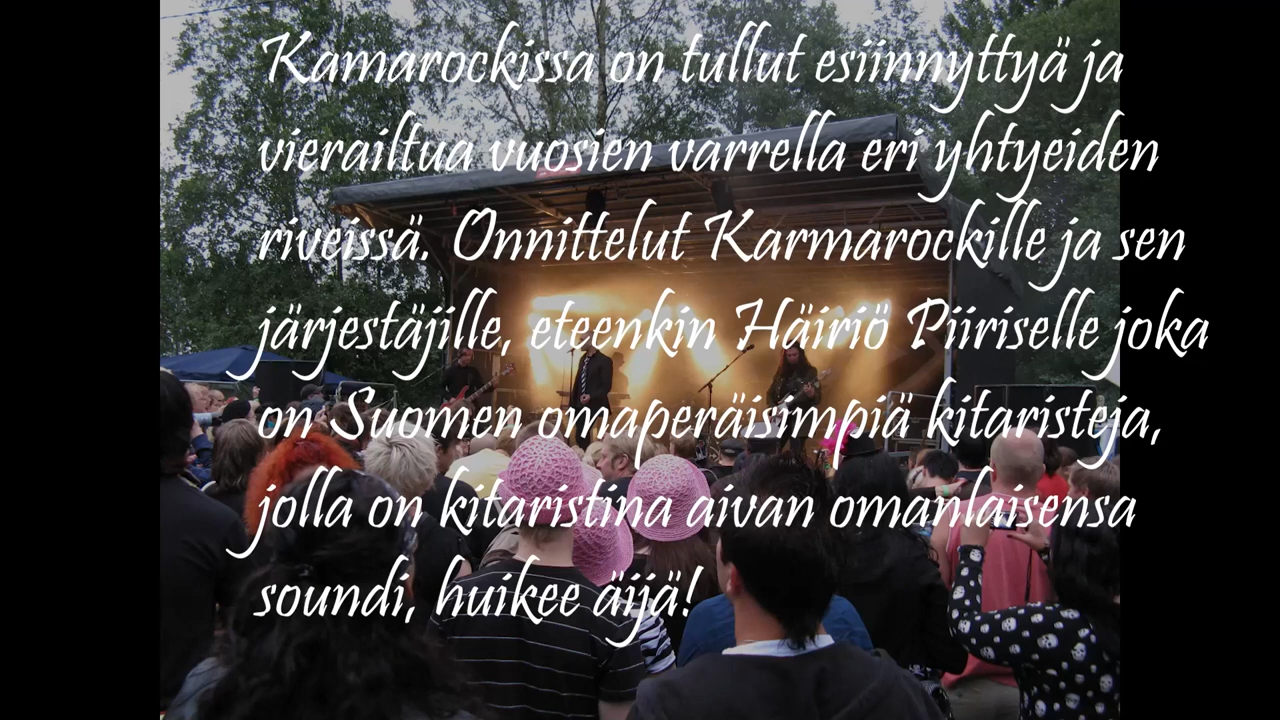 Kamarockissa on tullut esiinnyttyä ja
vierailtua vuosien varrella eri yhtyeiden
riveissä. Onnittelut Karmarockille ja sen
järjestäjille, eteenkin Häiriö Piiriselle joka
on Suomen omaperäisimpiä kitaristeja,
jolla on kitaristina aivan omanlaisensa
soundi, huikee äijä!